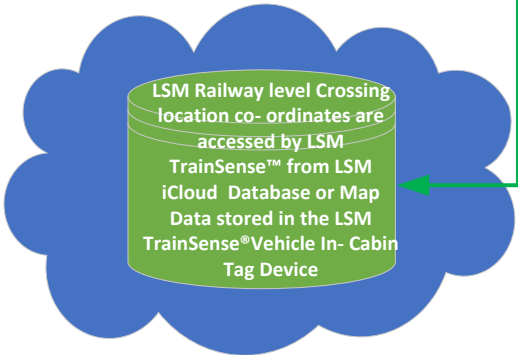 LSM Railway level Crossing
location co- ordinates are
accessed by LSM
TrainSense™ from LSM
iCloud  Database or Map
Data stored in the LSM
TrainSense®Vehicle In- Cabin
Tag Device